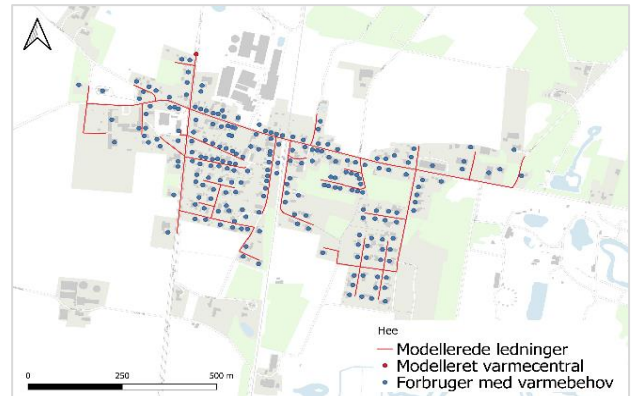 Hee
Modellerede ledninger
Modelleret varmecentral
Forbruger med varmebehov
0 250 500 m